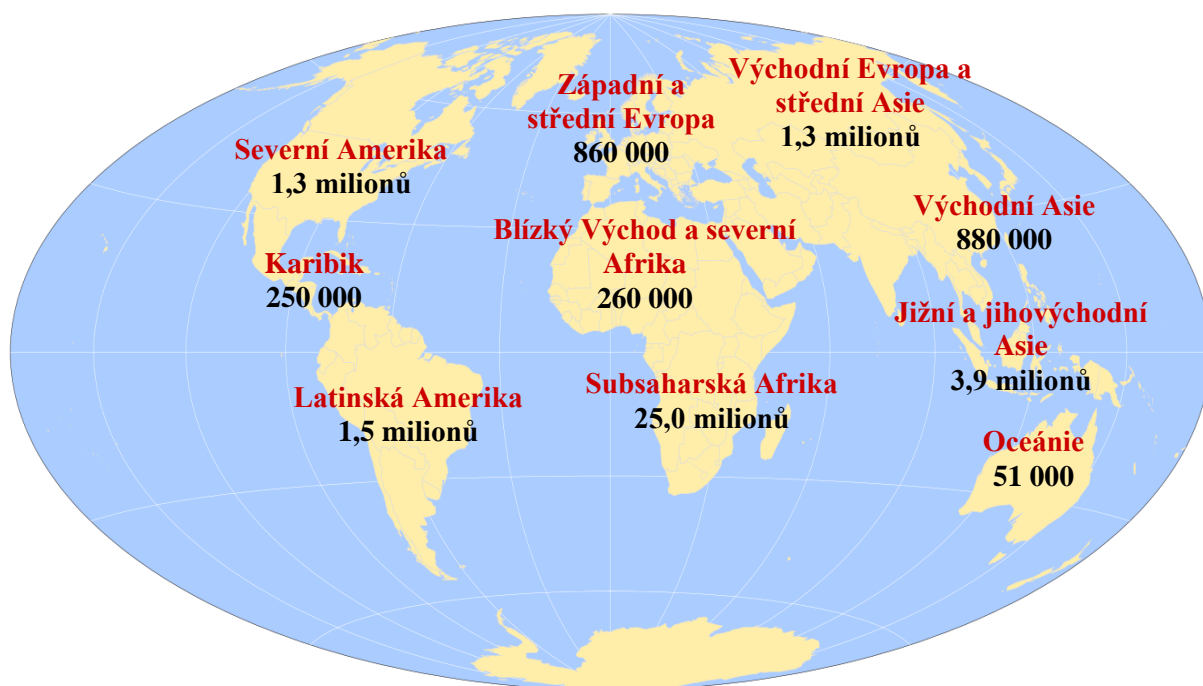 Západní a
střední Evropa
860 000
Východní Evropa a
střední Asie
1,3 milionů
Severní Amerika
1,3 milionů
Východní Asie
880 000
Blízký Východ a severní
Afrika
260 000
Karibik
250 000
Jižní a jihovýchodní
Asie
3,9 milionů
Latinská Amerika
1,5 milionů
Subsaharská Afrika
25,0 milionů
Oceánie
51 000